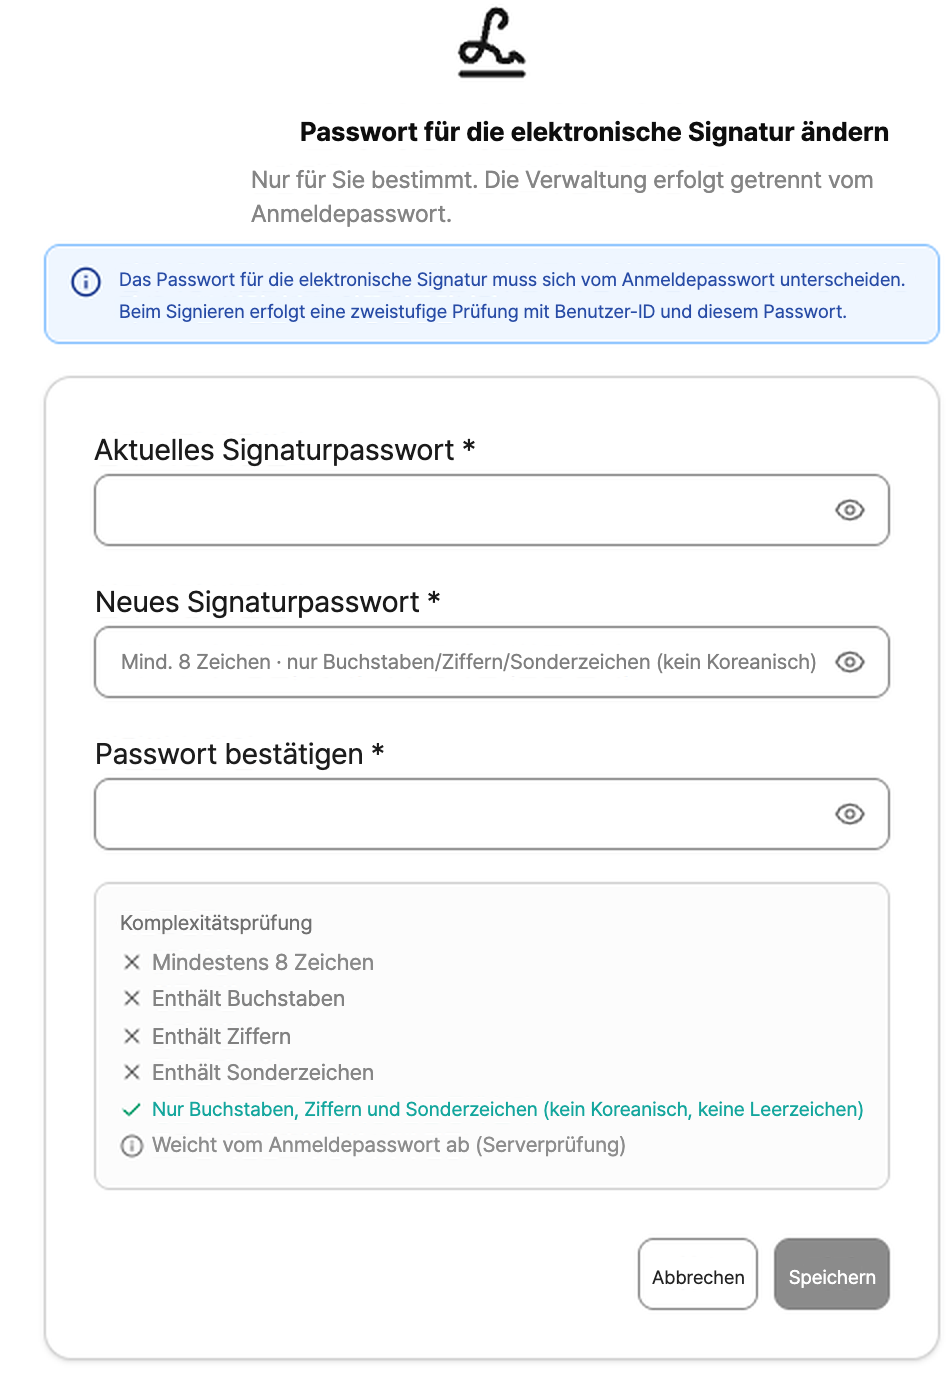 Passwort für die elektronische Signatur ändern
Nur für Sie bestimmt. Die Verwaltung erfolgt getrennt vom
Anmeldepasswort.
Das Passwort für die elektronische Signatur muss sich vom Anmeldepasswort unterscheiden.
Beim Signieren erfolgt eine zweistufige Prüfung mit Benutzer-ID und diesem Passwort.
Aktuelles Signaturpasswort *
Neues Signaturpasswort *
Mind. 8 Zeichen · nur Buchstaben/Ziffern/Sonderzeichen (kein Koreanisch)
Passwort bestätigen *
Komplexitätsprüfung
Mindestens 8 Zeichen
Enthält Buchstaben
Enthält Ziffern
Enthält Sonderzeichen
Nur Buchstaben, Ziffern und Sonderzeichen (kein Koreanisch, keine Leerzeichen)
Weicht vom Anmeldepasswort ab (Serverprüfung)
Abbrechen
Speichern